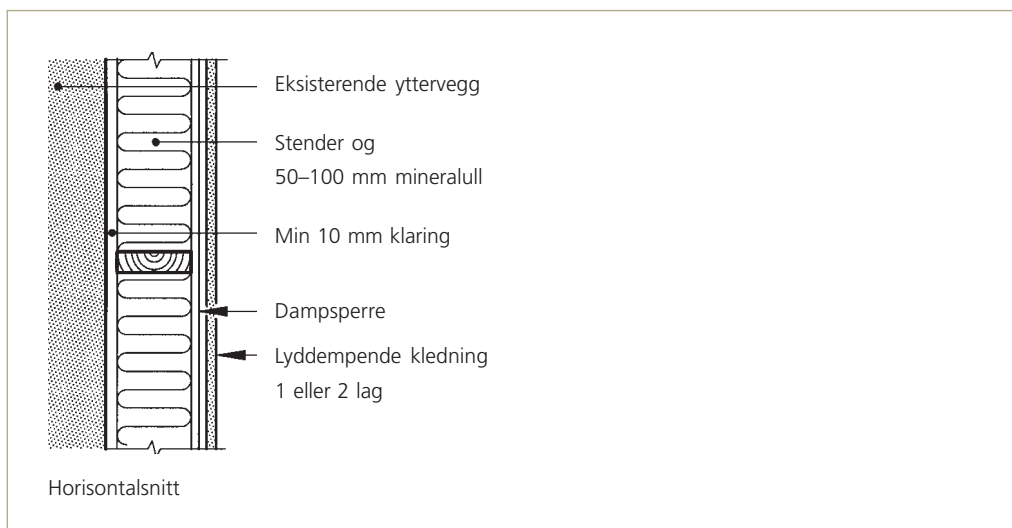 Eksisterende yttervegg
Stender og
50–100 mm mineralull
Min 10 mm klaring
Dampsperre
Lyddempende kledning
1 eller 2 lag
Horisontalsnitt